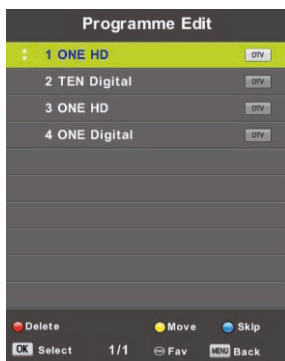 Programme Edit
1 ONE HD DTV
2 TEN Digital DTV
3 ONE HD DTV
4 ONE Digital DTV
Delete Move Skip
OK Select 1/1 Fav MENU Back